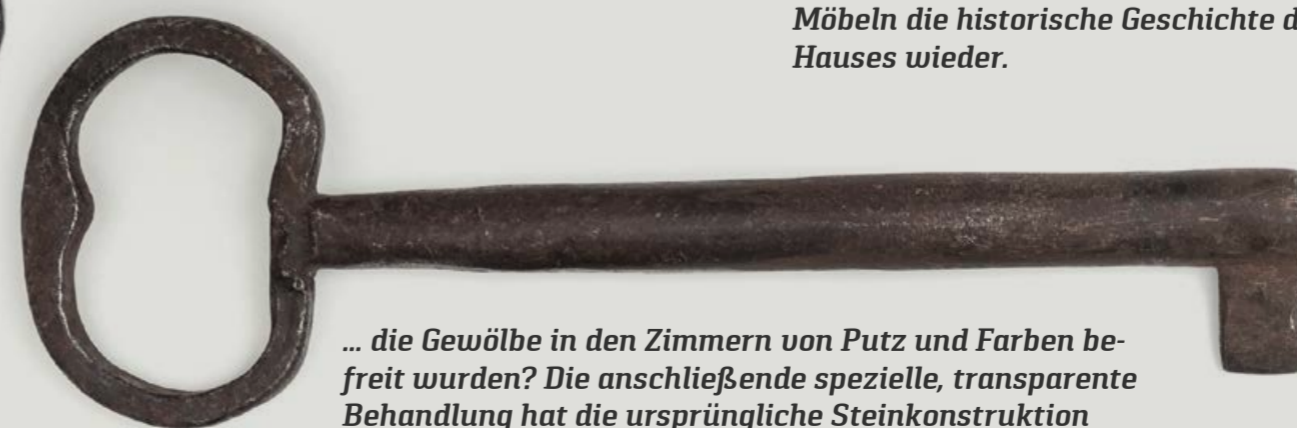 Möbeln die historische Geschichte d
Hauses wieder.
… die Gewölbe in den Zimmern von Putz und Farben be-
freit wurden? Die anschließende spezielle, transparente
Behandlung hat die ursprüngliche Steinkonstruktion